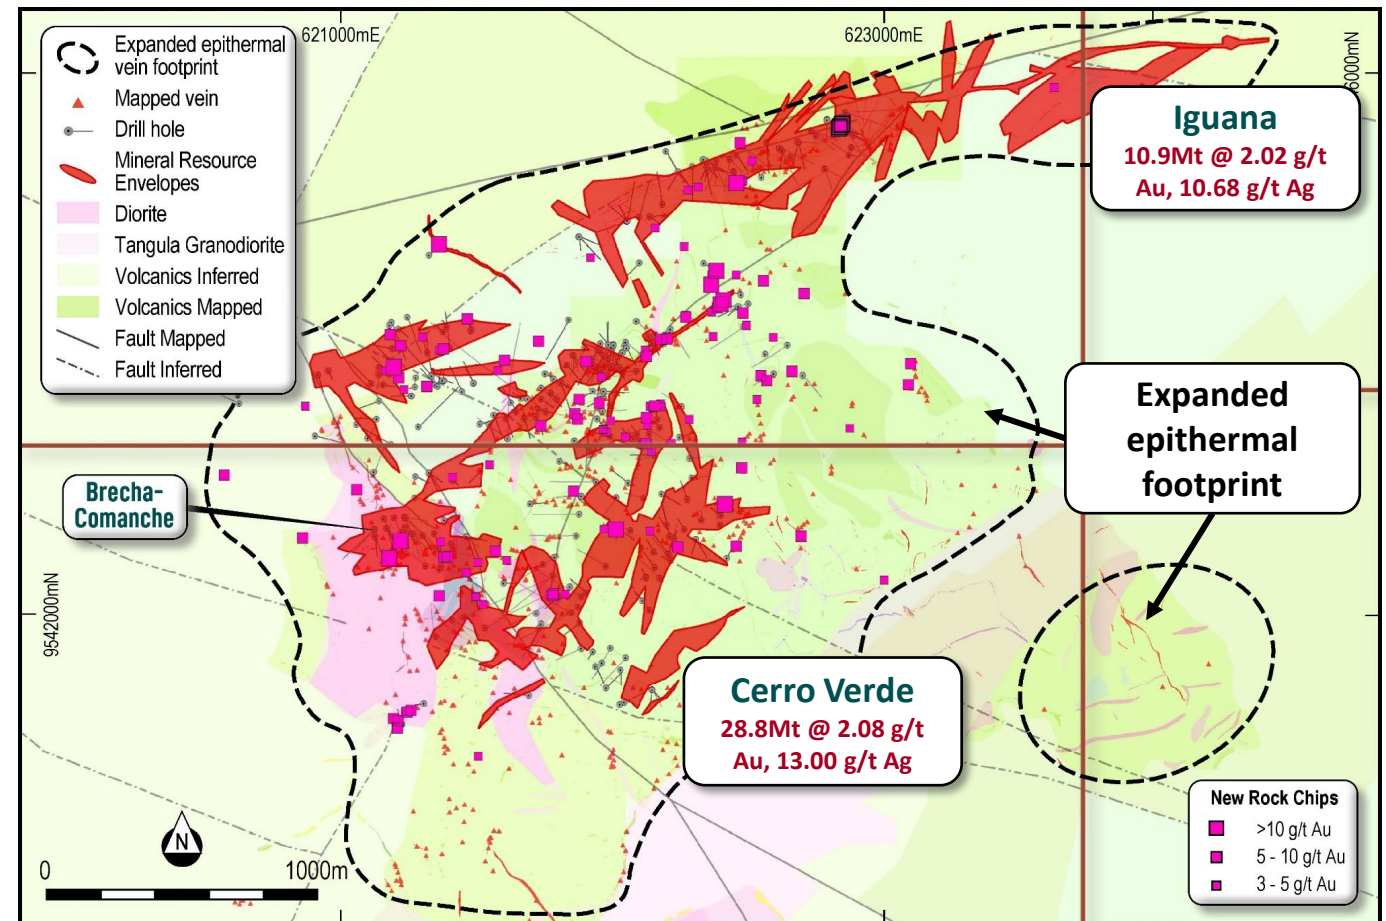 621000mE
623000mE
6000mN
9542000mN
Expanded epithermal
vein footprint
Mapped vein
Drill hole
Mineral Resource
Envelopes
Diorite
Tangula Granodiorite
Volcanics Inferred
Volcanics Mapped
Fault Mapped
Fault Inferred
Iguana
10.9Mt @ 2.02 g/t
Au, 10.68 g/t Ag
Expanded
epithermal
footprint
Brecha-
Comanche
Cerro Verde
28.8Mt @ 2.08 g/t
Au, 13.00 g/t Ag
N
0 1000m
New Rock Chips
>10 g/t Au
5 - 10 g/t Au
3 - 5 g/t Au